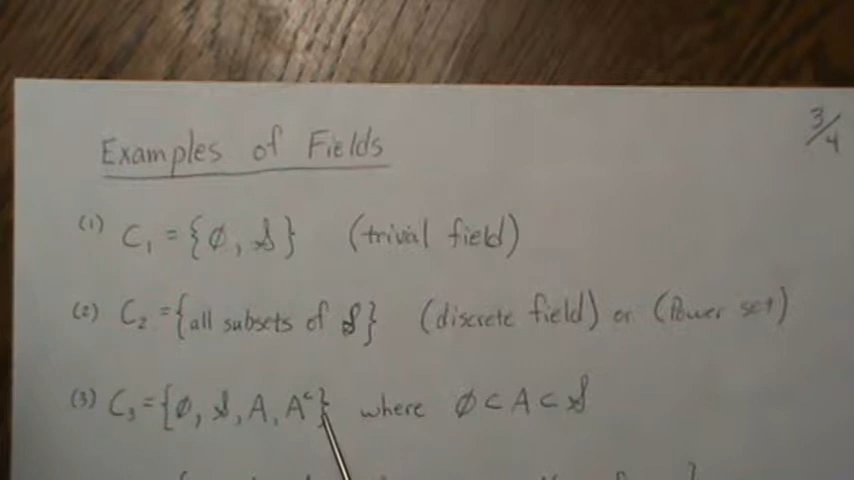 3/4
Examples of Fields
(1) C₁ = {∅, 𝒮} (trival field)
(2) C₂ = {all subsets of 𝒮} (discrete field) or (Power set)
(3) C₃ = {∅, 𝒮, A, Aᶜ} where ∅ ⊂ A ⊂ 𝒮